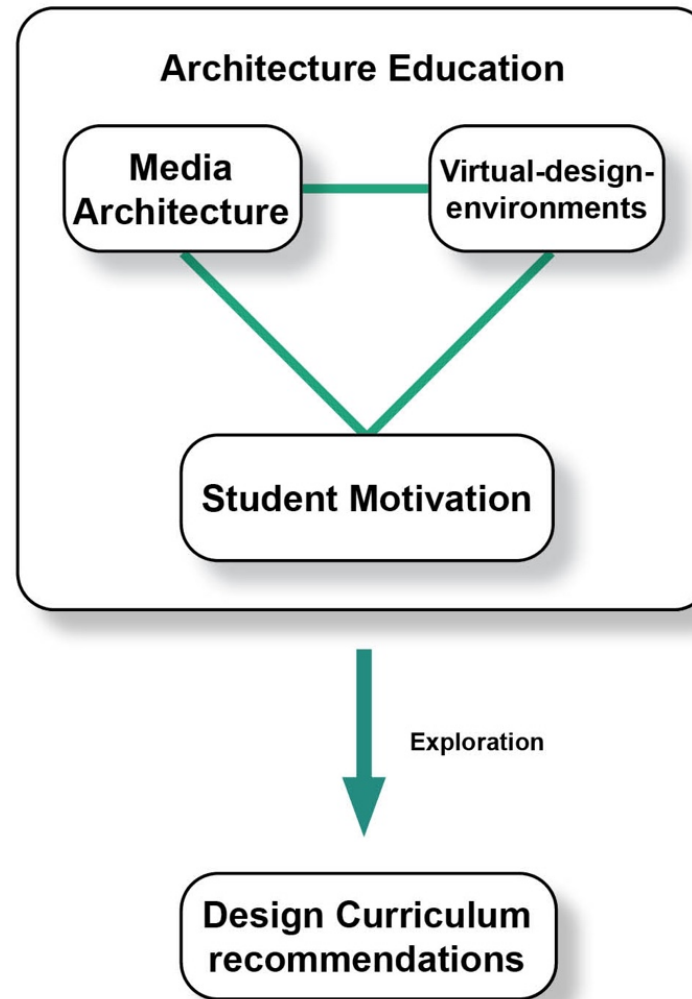 Architecture Education
Media
Architecture
Virtual-design-
environments
Student Motivation
Exploration
Design Curriculum
recommendations